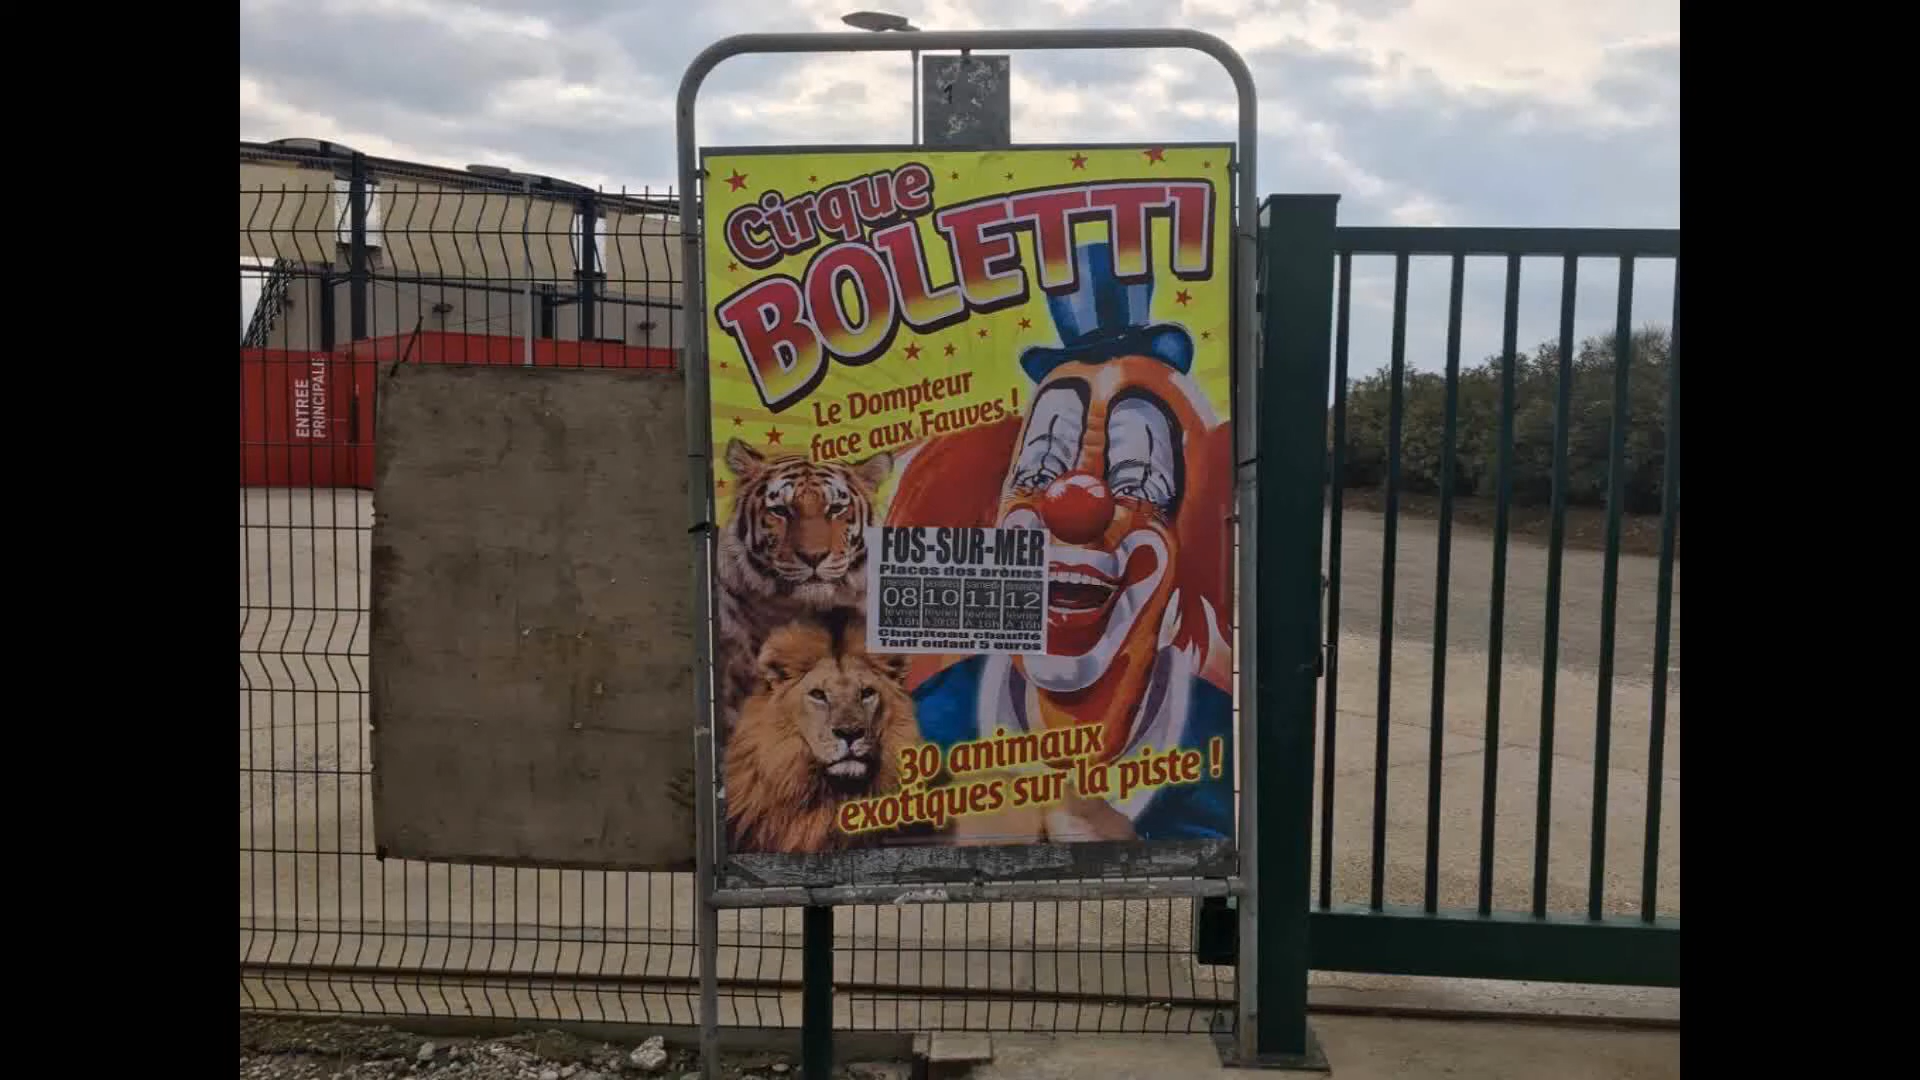 Cirque
BOLETTI
Le Dompteur
face aux Fauves !
ENTREE
PRINCIPALE
FOS-SUR-MER
Places des arènes
mercredi vendredi samedi dimanche
08 10 11 12
février février février février
A 16h A 20h30 A 16h A 16h
Chapiteau chauffé
Tarif enfant 5 euros
30 animaux
exotiques sur la piste !